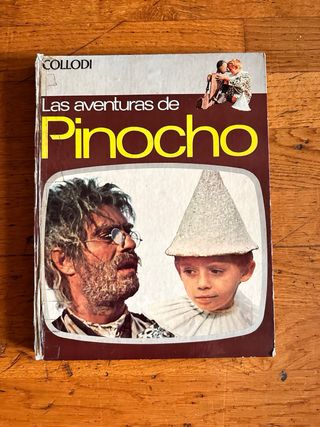 COLLODI
Las aventuras de
Pinocho